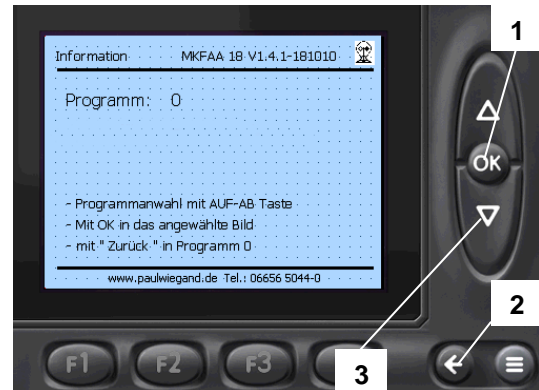 Information MKFAA 18 V1.4.1-181010
Programm: 0
- Programmanwahl mit AUF-AB Taste
- Mit OK in das angewählte Bild
- mit " Zurück " in Programm 0
www.paulwiegand.de Tel.: 06656 5044-0
1
OK
2
3
F1 F2 F3